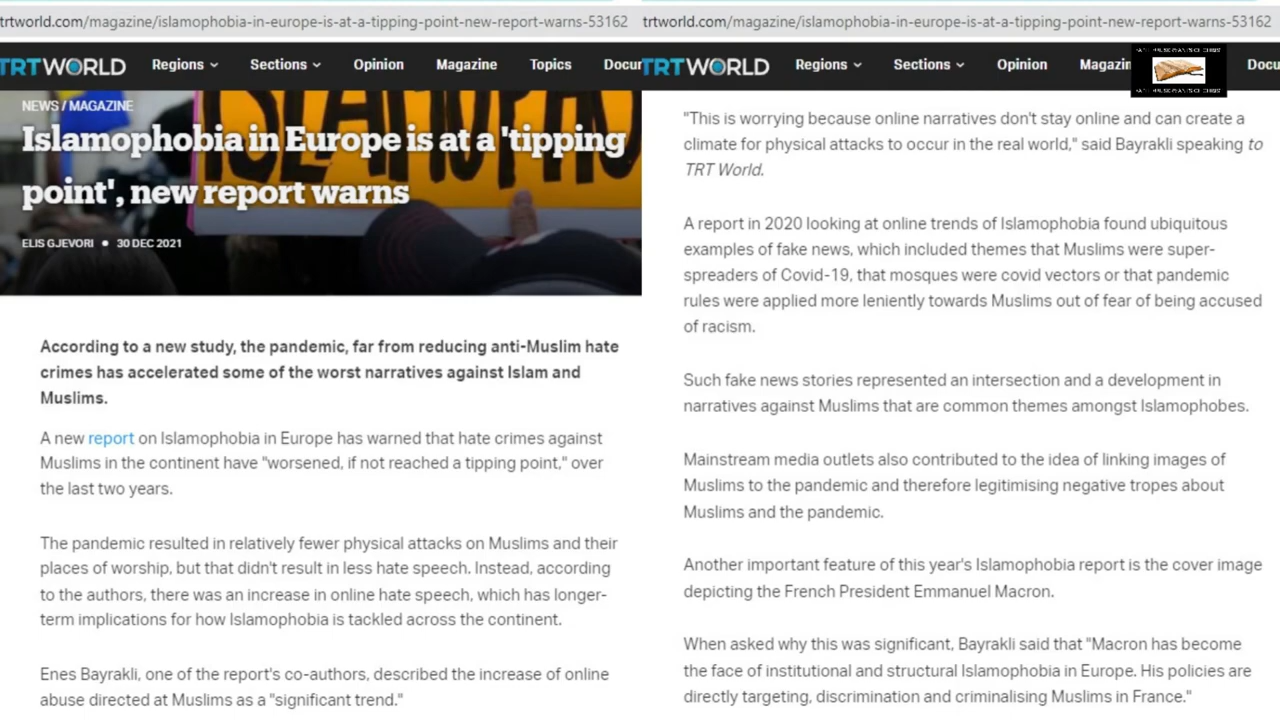 trtworld.com/magazine/islamophobia-in-europe-is-at-a-tipping-point-new-report-warns-53162
TRTWORLD Regions Sections Opinion Magazine Topics Docur
ISLAMOPHO
NEWS / MAGAZINE
Islamophobia in Europe is at a 'tipping
point', new report warns
ELIS GJEVORI ● 30 DEC 2021
According to a new study, the pandemic, far from reducing anti-Muslim hate
crimes has accelerated some of the worst narratives against Islam and
Muslims.
A new report on Islamophobia in Europe has warned that hate crimes against
Muslims in the continent have "worsened, if not reached a tipping point," over
the last two years.
The pandemic resulted in relatively fewer physical attacks on Muslims and their
places of worship, but that didn't result in less hate speech. Instead, according
to the authors, there was an increase in online hate speech, which has longer-
term implications for how Islamophobia is tackled across the continent.
Enes Bayrakli, one of the report's co-authors, described the increase of online
abuse directed at Muslims as a "significant trend."
trtworld.com/magazine/islamophobia-in-europe-is-at-a-tipping-point-new-report-warns-53162
TRTWORLD Regions Sections Opinion Magazin Docu
"This is worrying because online narratives don't stay online and can create a
climate for physical attacks to occur in the real world," said Bayrakli speaking to
TRT World.
A report in 2020 looking at online trends of Islamophobia found ubiquitous
examples of fake news, which included themes that Muslims were super-
spreaders of Covid-19, that mosques were covid vectors or that pandemic
rules were applied more leniently towards Muslims out of fear of being accused
of racism.
Such fake news stories represented an intersection and a development in
narratives against Muslims that are common themes amongst Islamophobes.
Mainstream media outlets also contributed to the idea of linking images of
Muslims to the pandemic and therefore legitimising negative tropes about
Muslims and the pandemic.
Another important feature of this year's Islamophobia report is the cover image
depicting the French President Emmanuel Macron.
When asked why this was significant, Bayrakli said that "Macron has become
the face of institutional and structural Islamophobia in Europe. His policies are
directly targeting, discrimination and criminalising Muslims in France."